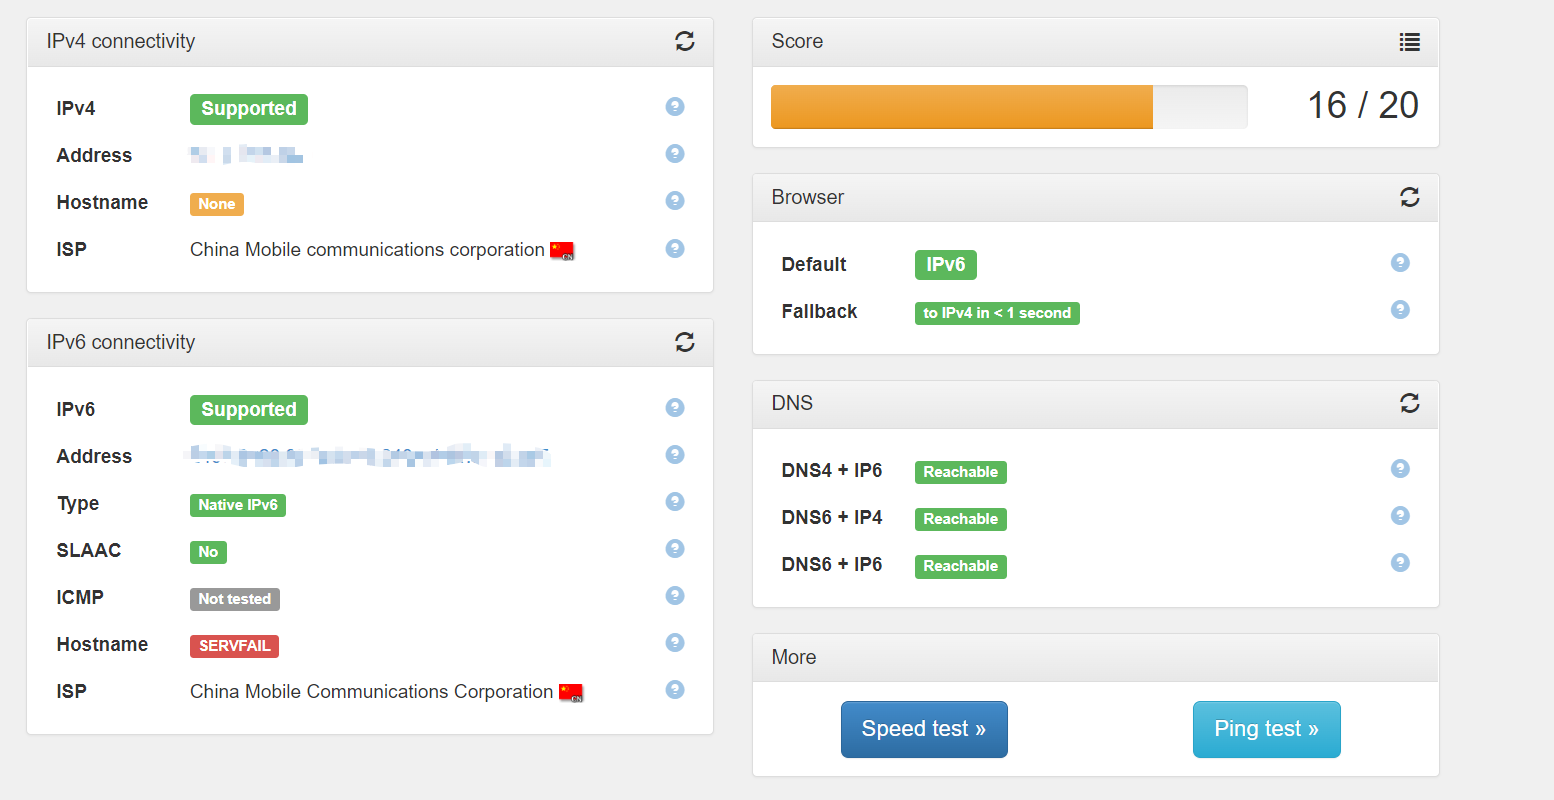 IPv4 connectivity
IPv4 Supported
Address
Hostname None
ISP China Mobile communications corporation CN
IPv6 connectivity
IPv6 Supported
Address
Type Native IPv6
SLAAC No
ICMP Not tested
Hostname SERVFAIL
ISP China Mobile Communications Corporation CN
Score
16 / 20
Browser
Default IPv6
Fallback to IPv4 in < 1 second
DNS
DNS4 + IP6 Reachable
DNS6 + IP4 Reachable
DNS6 + IP6 Reachable
More
Speed test »
Ping test »